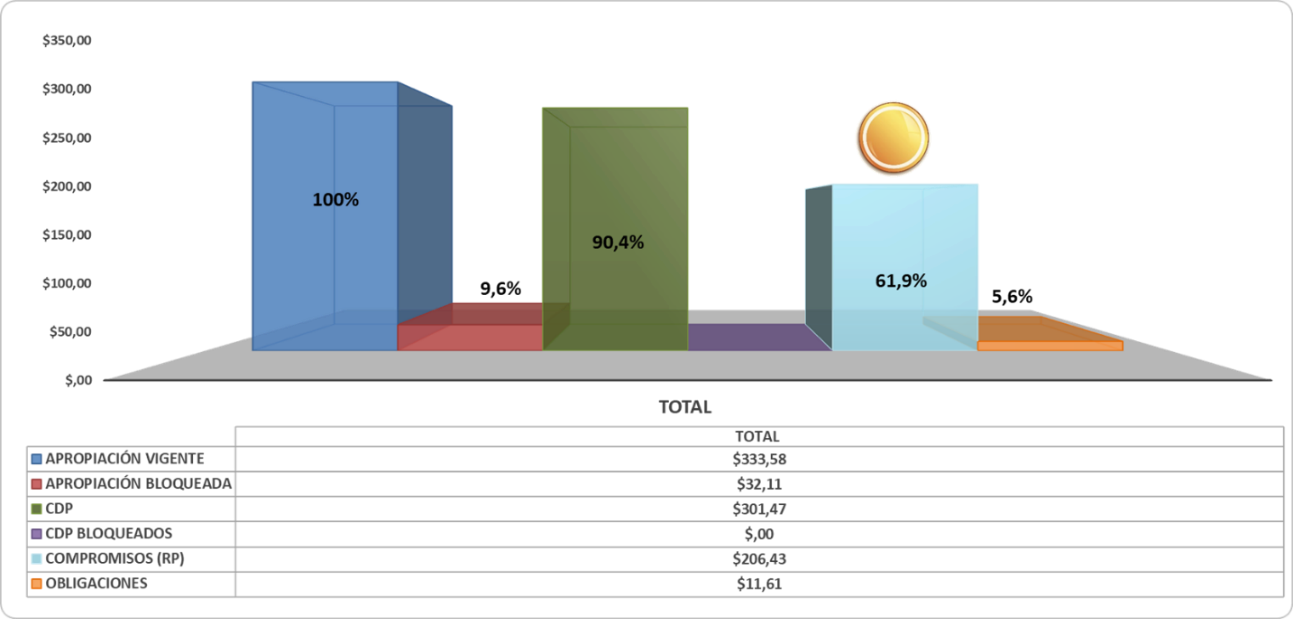 $350,00
$300,00
$250,00
$200,00
$150,00
$100,00
$50,00
$,00
100%
9,6%
90,4%
61,9%
5,6%
TOTAL
TOTAL
APROPIACIÓN VIGENTE $333,58
APROPIACIÓN BLOQUEADA $32,11
CDP $301,47
CDP BLOQUEADOS $,00
COMPROMISOS (RP) $206,43
OBLIGACIONES $11,61